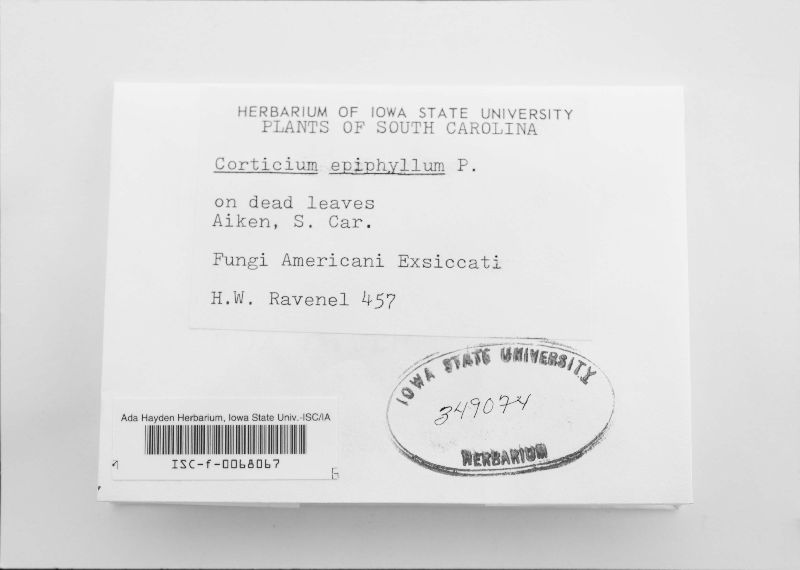 HERBARIUM OF IOWA STATE UNIVERSITY
PLANTS OF SOUTH CAROLINA
Corticium epiphyllum P.
on dead leaves
Aiken, S. Car.
Fungi Americani Exsiccati
H.W. Ravenel 457
IOWA STATE UNIVERSITY
349074
HERBARIUM
Ada Hayden Herbarium, Iowa State Univ.-ISC/IA
ISC-f-0068067